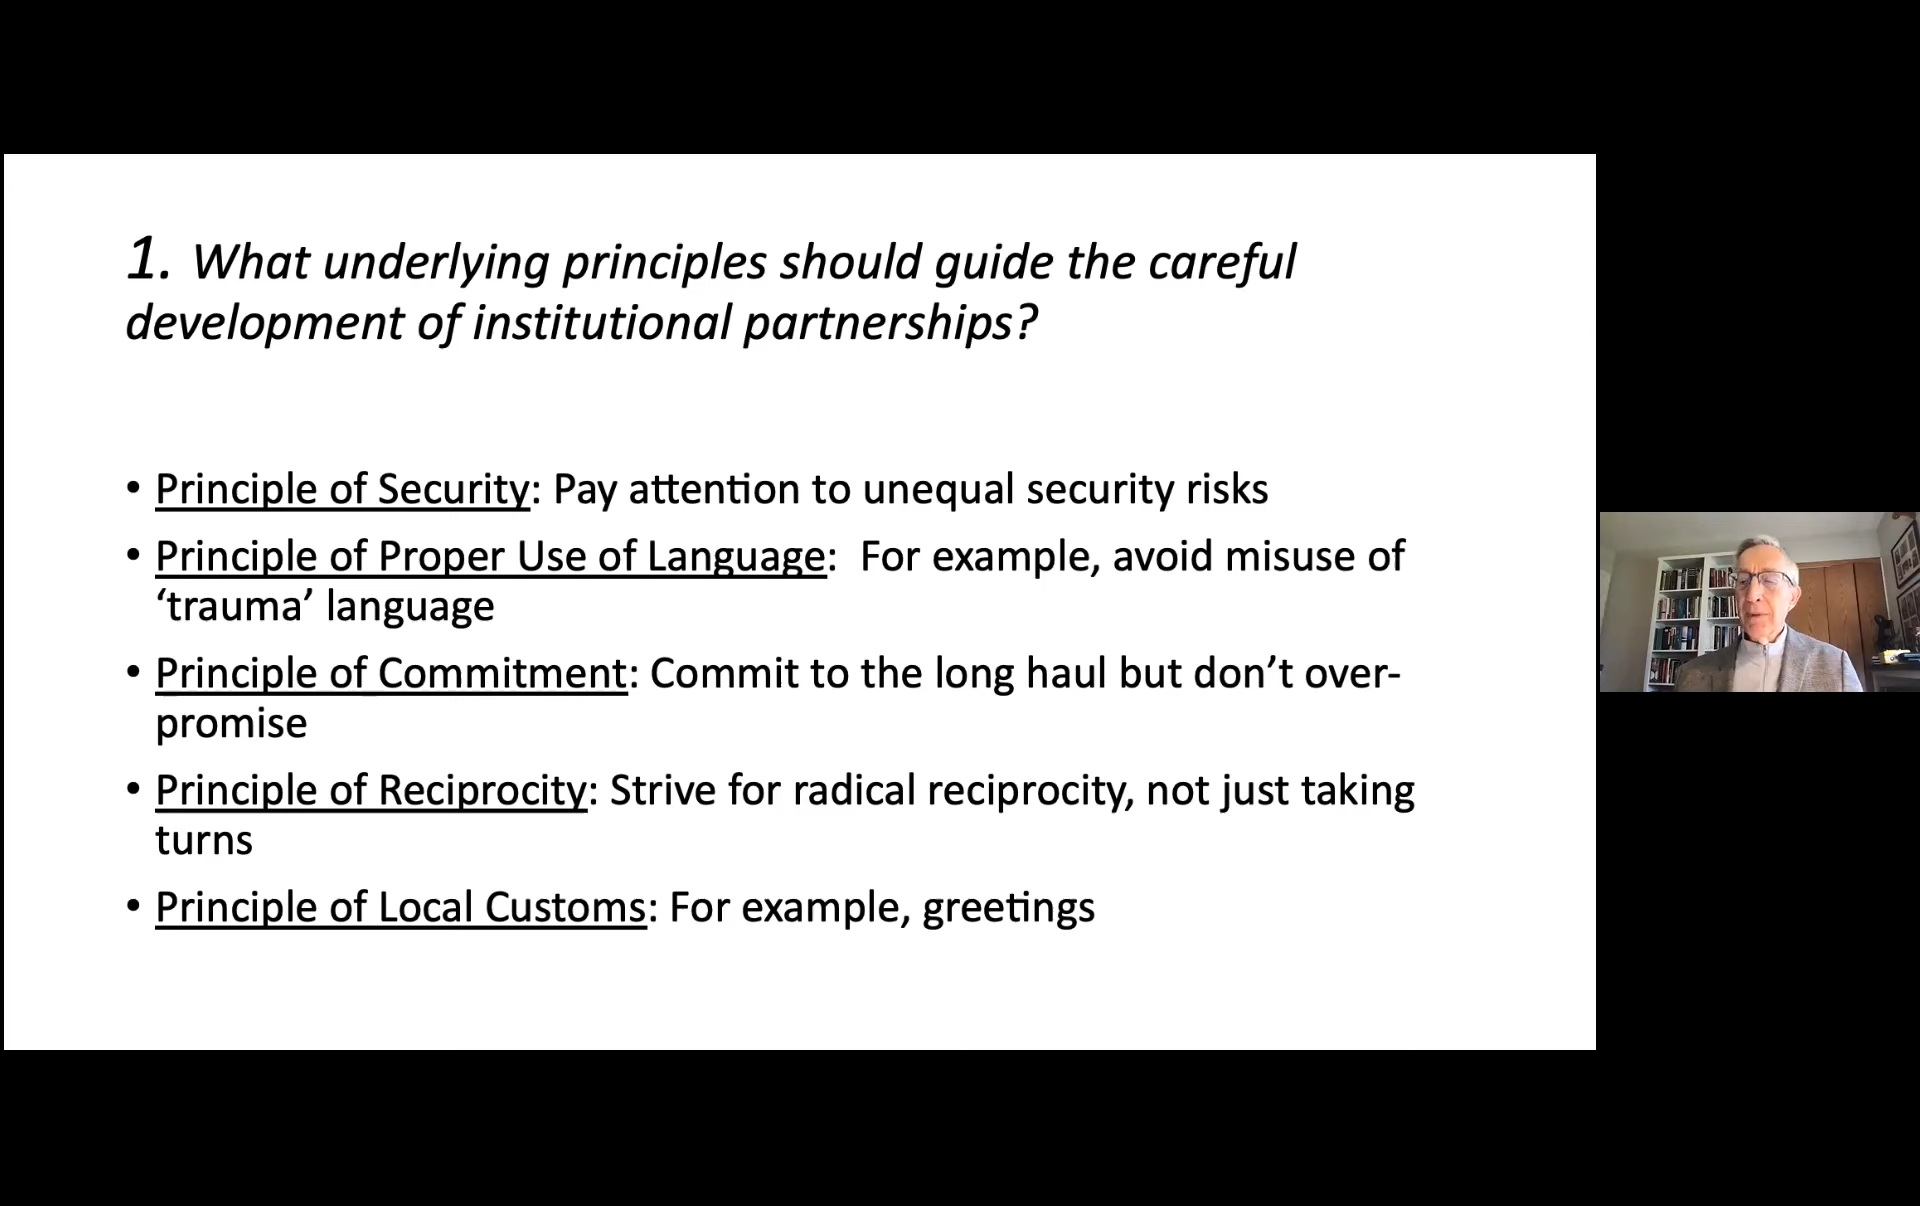 1. What underlying principles should guide the careful
development of institutional partnerships?
• Principle of Security: Pay attention to unequal security risks
• Principle of Proper Use of Language:  For example, avoid misuse of
‘trauma’ language
• Principle of Commitment: Commit to the long haul but don’t over-
promise
• Principle of Reciprocity: Strive for radical reciprocity, not just taking
turns
• Principle of Local Customs: For example, greetings